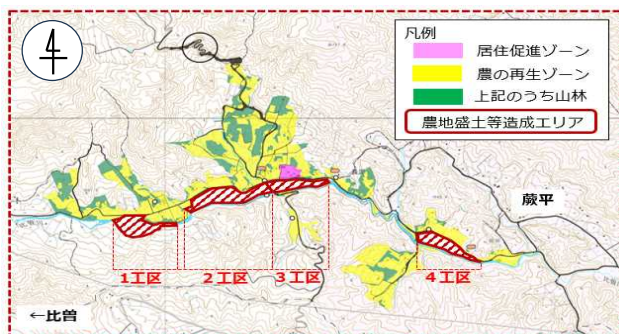 凡例
居住促進ゾーン
農の再生ゾーン
上記のうち山林
農地盛土等造成エリア
蕨平
1工区
2工区
3工区
4工区
←比曽